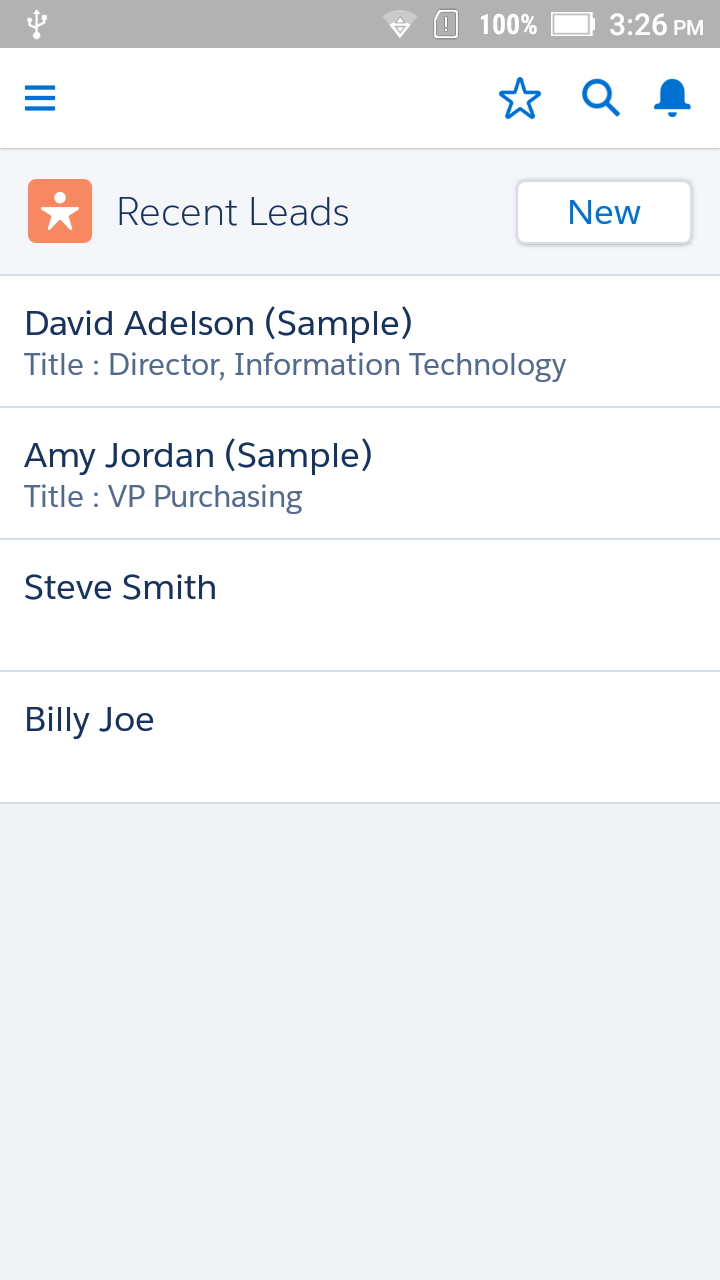 100% 3:26 PM
Recent Leads New
David Adelson (Sample)
Title : Director, Information Technology
Amy Jordan (Sample)
Title : VP Purchasing
Steve Smith
Billy Joe